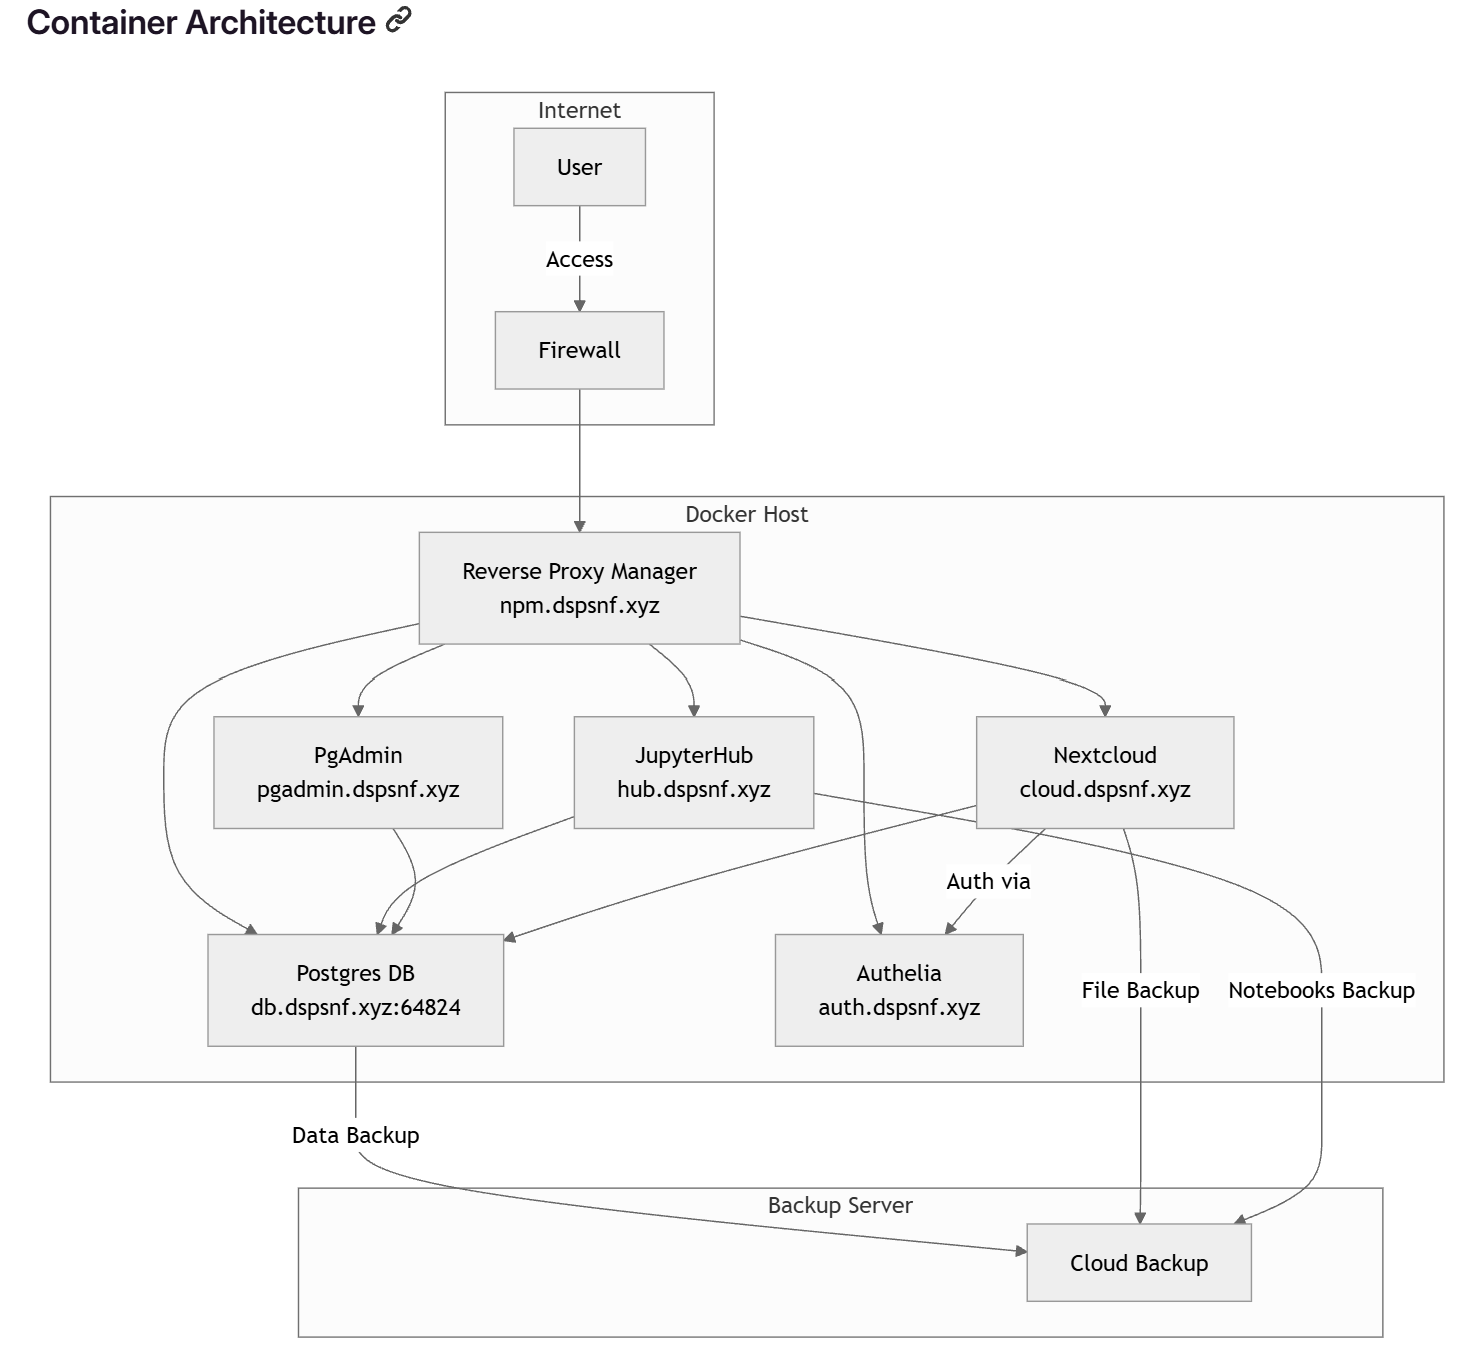 Container Architecture
Internet
User
Access
Firewall
Docker Host
Reverse Proxy Manager
npm.dspsnf.xyz
PgAdmin
pgadmin.dspsnf.xyz
JupyterHub
hub.dspsnf.xyz
Nextcloud
cloud.dspsnf.xyz
Auth via
Postgres DB
db.dspsnf.xyz:64824
Authelia
auth.dspsnf.xyz
File Backup
Notebooks Backup
Data Backup
Backup Server
Cloud Backup